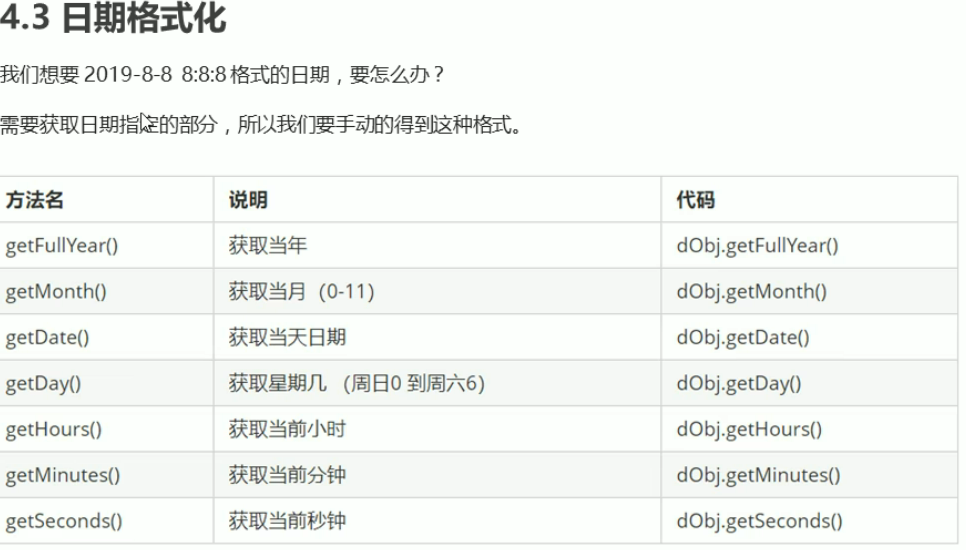 4.3 日期格式化
我们想要 2019-8-8 8:8:8 格式的日期，要怎么办？
需要获取日期指定的部分，所以我们要手动的得到这种格式。
方法名 说明 代码
getFullYear() 获取当年 dObj.getFullYear()
getMonth() 获取当月（0-11） dObj.getMonth()
getDate() 获取当天日期 dObj.getDate()
getDay() 获取星期几 （周日0 到周六6） dObj.getDay()
getHours() 获取当前小时 dObj.getHours()
getMinutes() 获取当前分钟 dObj.getMinutes()
getSeconds() 获取当前秒钟 dObj.getSeconds()